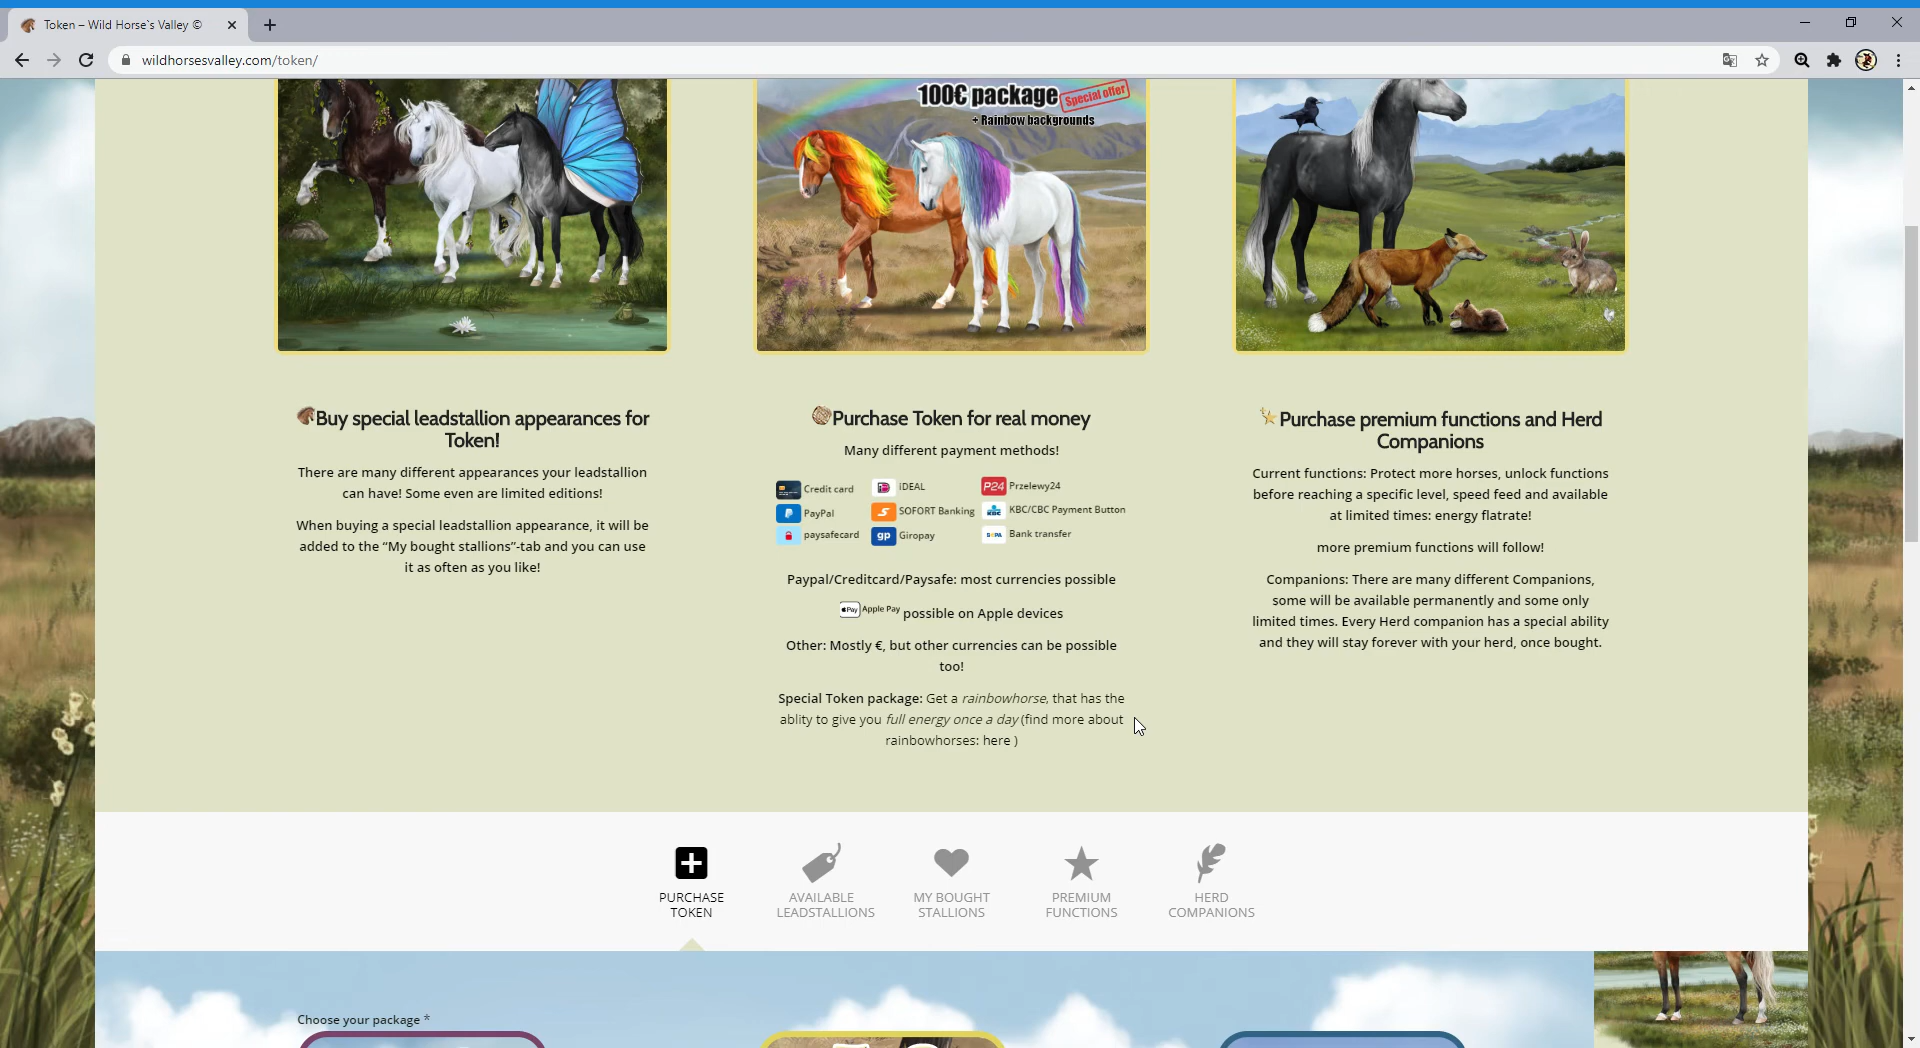 Token – Wild Horse`s Valley ©
wildhorsesvalley.com/token/
100€ package Special offer
+ Rainbow backgrounds
Buy special leadstallion appearances for
Token!
There are many different appearances your leadstallion
can have! Some even are limited editions!
When buying a special leadstallion appearance, it will be
added to the “My bought stallions”-tab and you can use
it as often as you like!
Purchase Token for real money
Many different payment methods!
Credit card iDEAL P24 Przelewy24
PayPal SOFORT Banking KBC KBC/CBC Payment Button
paysafecard gp Giropay SEPA Bank transfer
Paypal/Creditcard/Paysafe: most currencies possible
Pay Apple Pay possible on Apple devices
Other: Mostly €, but other currencies can be possible
too!
Special Token package: Get a rainbowhorse, that has the
ablity to give you full energy once a day (find more about
rainbowhorses: here )
Purchase premium functions and Herd
Companions
Current functions: Protect more horses, unlock functions
before reaching a specific level, speed feed and available
at limited times: energy flatrate!
more premium functions will follow!
Companions: There are many different Companions,
some will be available permanently and some only
limited times. Every Herd companion has a special ability
and they will stay forever with your herd, once bought.
PURCHASE
TOKEN
AVAILABLE
LEADSTALLIONS
MY BOUGHT
STALLIONS
PREMIUM
FUNCTIONS
HERD
COMPANIONS
Choose your package *